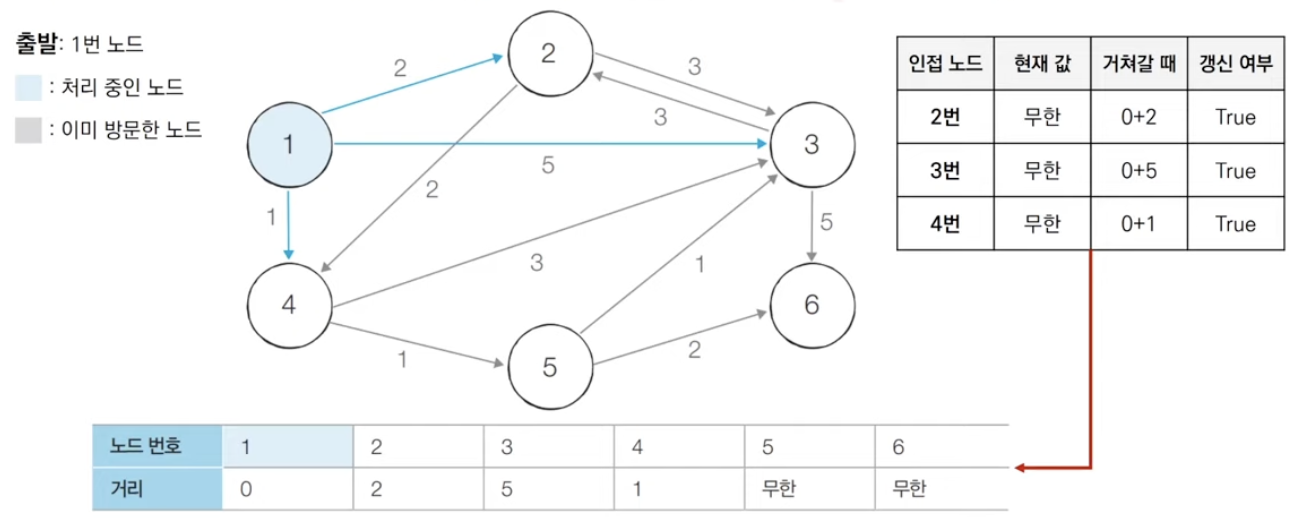 출발: 1번 노드
: 처리 중인 노드
: 이미 방문한 노드
2
2
3
3
1
5
3
1
2
5
4
3
1
6
1
5
2
인접 노드 현재 값 거쳐갈 때 갱신 여부
2번 무한 0+2 True
3번 무한 0+5 True
4번 무한 0+1 True
노드 번호 1 2 3 4 5 6
거리 0 2 5 1 무한 무한